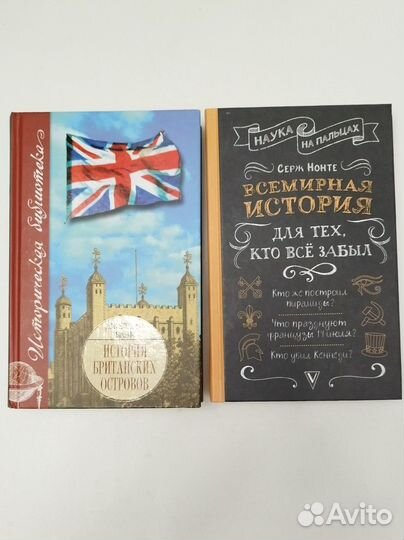 Историческая библиотека
ИСТОРИЯ
БРИТАНСКИХ
ОСТРОВОВ
НАУКА
НА ПАЛЬЦАХ
СЕРЖ НОНТЕ
ВСЕМИРНАЯ
ИСТОРИЯ
ДЛЯ ТЕХ,
КТО ВСЁ ЗАБЫЛ
Кто же построил
пирамиды?
Что празднуют
французы 14 июля?
Кто убил Кеннеди?
Avito